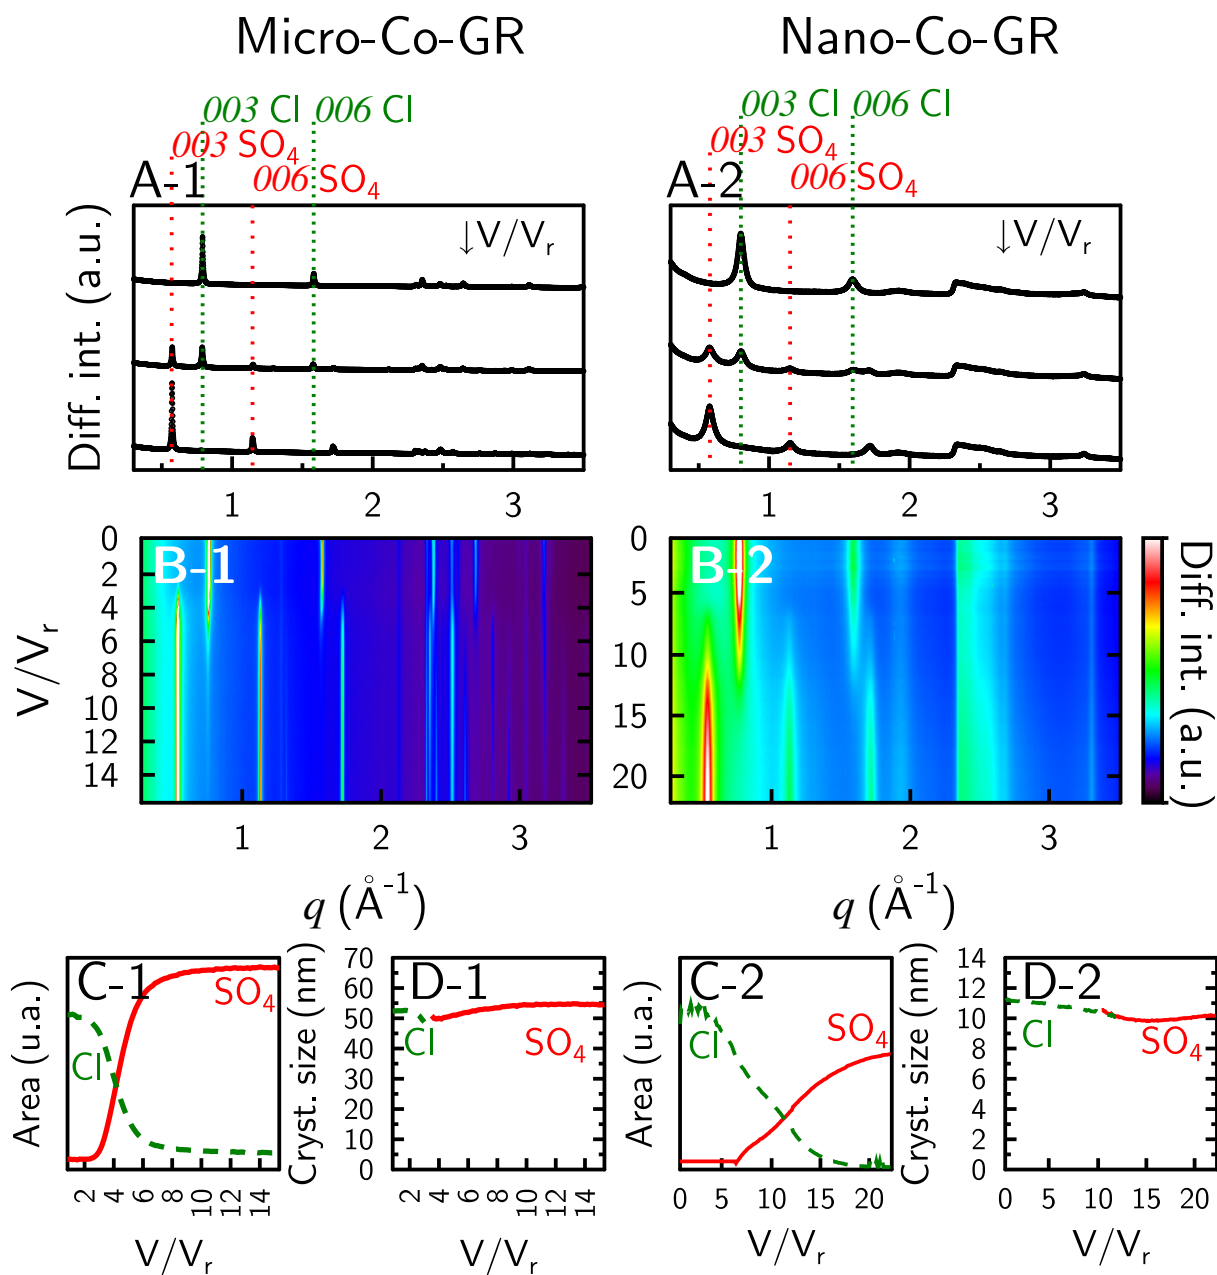 Micro-Co-GR
Nano-Co-GR
003 Cl 006 Cl
003 SO4
006 SO4
A-1
003 Cl 006 Cl
003 SO4
006 SO4
A-2
Diff. int. (a.u.)
↓V/Vr
↓V/Vr
1 2 3
1 2 3
B-1
0
2
4
6
8
10
12
14
V/Vr
1 2 3
q (Å-1)
B-2
0
5
10
15
20
1 2 3
q (Å-1)
Diff. int. (a.u.)
C-1
SO4
Cl
Area (u.a.)
2 4 6 8 10 12 14
V/Vr
D-1
70
60
50
40
30
20
10
0
Cl
SO4
Cryst. size (nm)
2 4 6 8 10 12 14
V/Vr
C-2
Cl
SO4
Area (u.a.)
0 5 10 15 20
V/Vr
D-2
14
12
10
8
6
4
2
0
Cl
SO4
Cryst. size (nm)
0 5 10 15 20
V/Vr